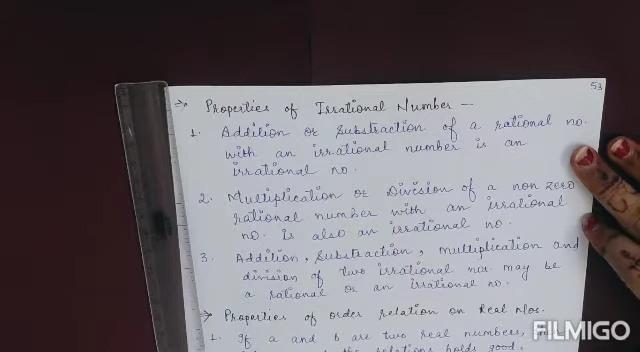 53
→ Properties of Irrational Number —
1. Addition or Substraction of a rational no.
with an irrational number is an
irrational no.
2. Multiplication or Division of a non zero
rational number with an irrational
no. is also an irrational no.
3. Addition, Substraction, multiplication and
division of two irrational nos. may be
a rational or an irrational no.
→ Properties of order relation on Real Nos.
1. If a and b are two real numbers,
relations holds good.
FILMIGO